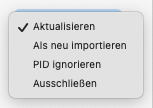 Aktualisieren
Als neu importieren
PID ignorieren
Ausschließen